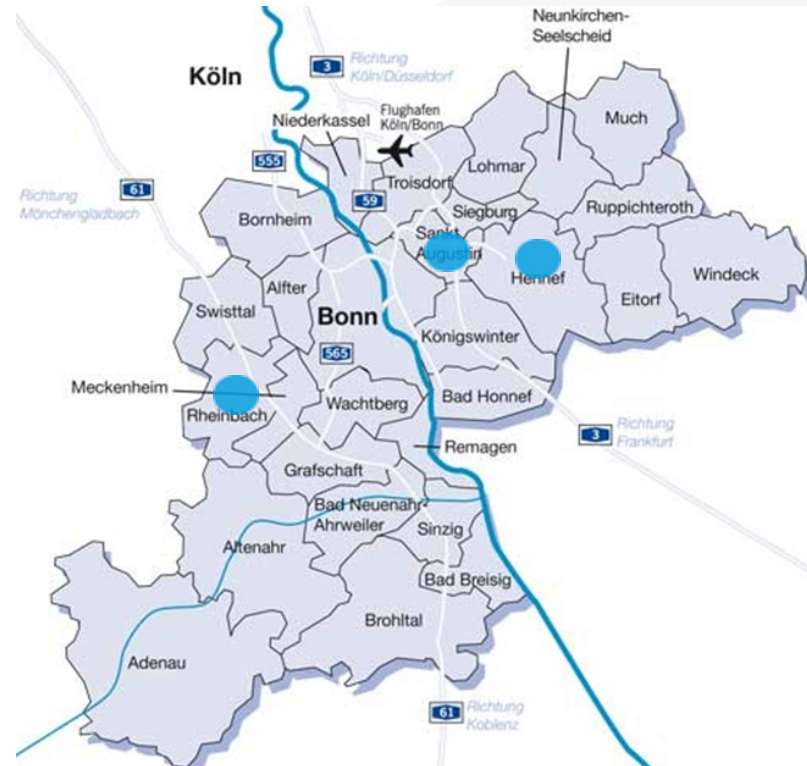 Neunkirchen-
Seelscheid
3
Richtung
Köln/Düsseldorf
Köln
Flughafen
Köln/Bonn
Niederkassel
Much
Lohmar
555
Troisdorf
61
Richtung
Mönchengladbach
59
Siegburg
Ruppichteroth
Bornheim
Sankt
Augustin
Hennef
Windeck
Alfter
Eitorf
Swisttal
Bonn
Königswinter
565
Meckenheim
Bad Honnef
Rheinbach
Wachtberg
3
Richtung
Frankfurt
Remagen
Grafschaft
Bad Neuenahr-
Ahrweiler
Sinzig
Altenahr
Bad Breisig
Brohltal
Adenau
61
Richtung
Koblenz